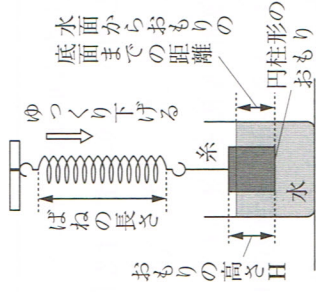 水面からおもりの
底面までの距離
ゆっくり下げる
円柱形の
おもり
糸
ばねの長さ
水
おもりの高さH